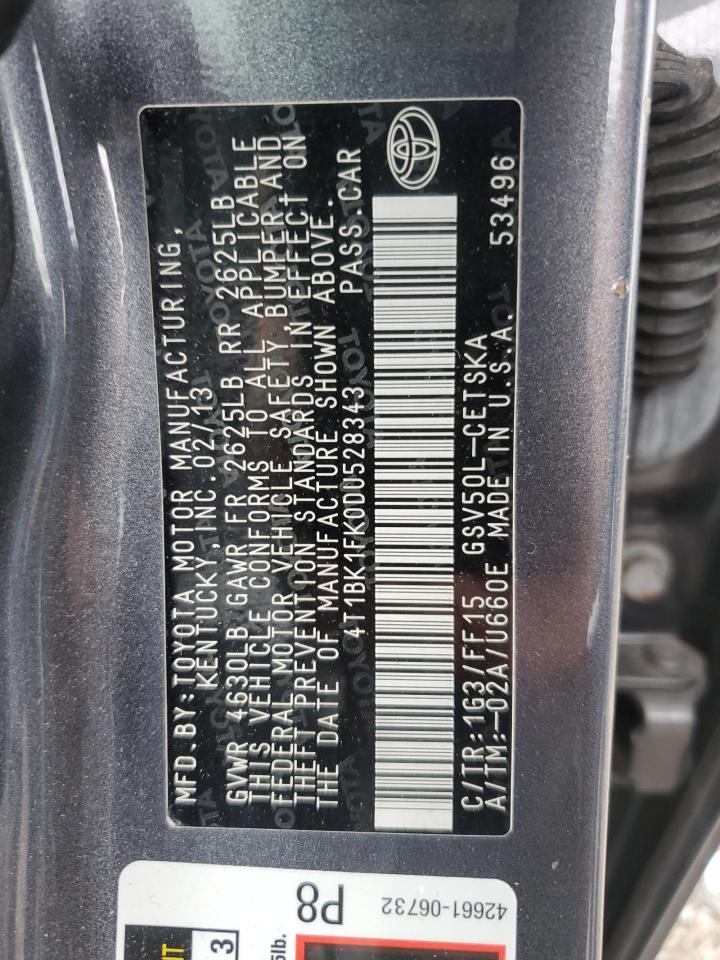 MFD.BY:TOYOTA MOTOR MANUFACTURING,
KENTUCKY,INC.02/13
GVWR 4630LB GAWR FR 2625LB RR 2625LB
THIS VEHICLE CONFORMS TO ALL APPLICABLE
FEDERAL MOTOR VEHICLE SAFETY,BUMPER AND
THEFT PREVENTION STANDARDS IN EFFECT ON
THE DATE OF MANUFACTURE SHOWN ABOVE.
4T1BK1FK0DU528343 PASS.CAR
C/TR:1G3/FF15 GSV50L-CETSKA
A/TM:-02A/U660E MADE IN U.S.A. 53496
P8
42661-06732
3
5lb.